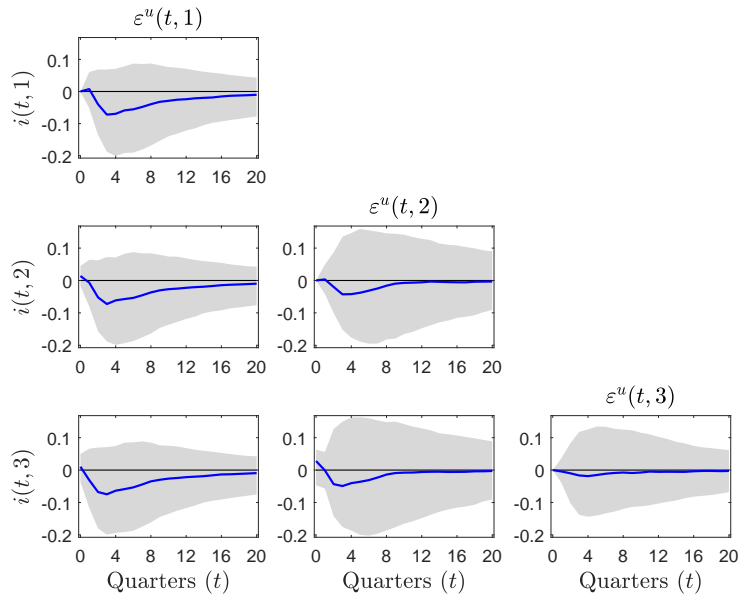 εᵘ(t, 1)
i(t, 1)
0.1
0
-0.1
-0.2
0 4 8 12 16 20
εᵘ(t, 2)
i(t, 2)
0.1
0
-0.1
-0.2
0 4 8 12 16 20
0.1
0
-0.1
-0.2
0 4 8 12 16 20
εᵘ(t, 3)
i(t, 3)
0.1
0
-0.1
-0.2
0 4 8 12 16 20
Quarters (t)
0.1
0
-0.1
-0.2
0 4 8 12 16 20
Quarters (t)
0.1
0
-0.1
-0.2
0 4 8 12 16 20
Quarters (t)